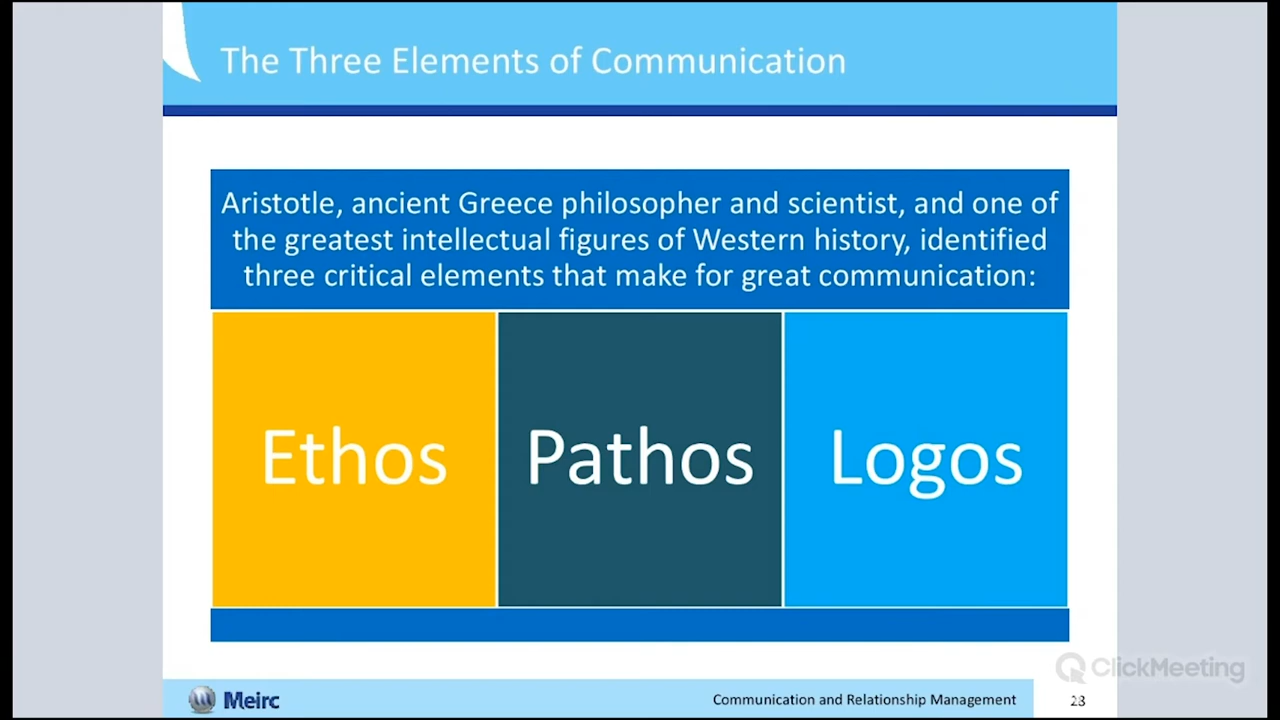 The Three Elements of Communication
Aristotle, ancient Greece philosopher and scientist, and one of
the greatest intellectual figures of Western history, identified
three critical elements that make for great communication:
Ethos
Pathos
Logos
ClickMeeting
Meirc
Communication and Relationship Management
23